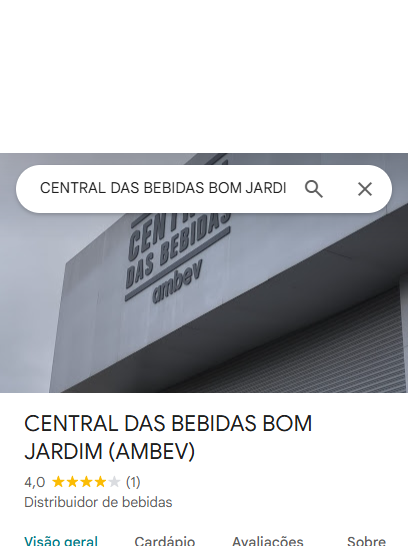 CENTRAL DAS BEBIDAS BOM JARDI
CENTRAL
DAS BEBIDAS
ambev
CENTRAL DAS BEBIDAS BOM
JARDIM (AMBEV)
4,0 (1)
Distribuidor de bebidas
Visão geral Cardápio Avaliações Sobre